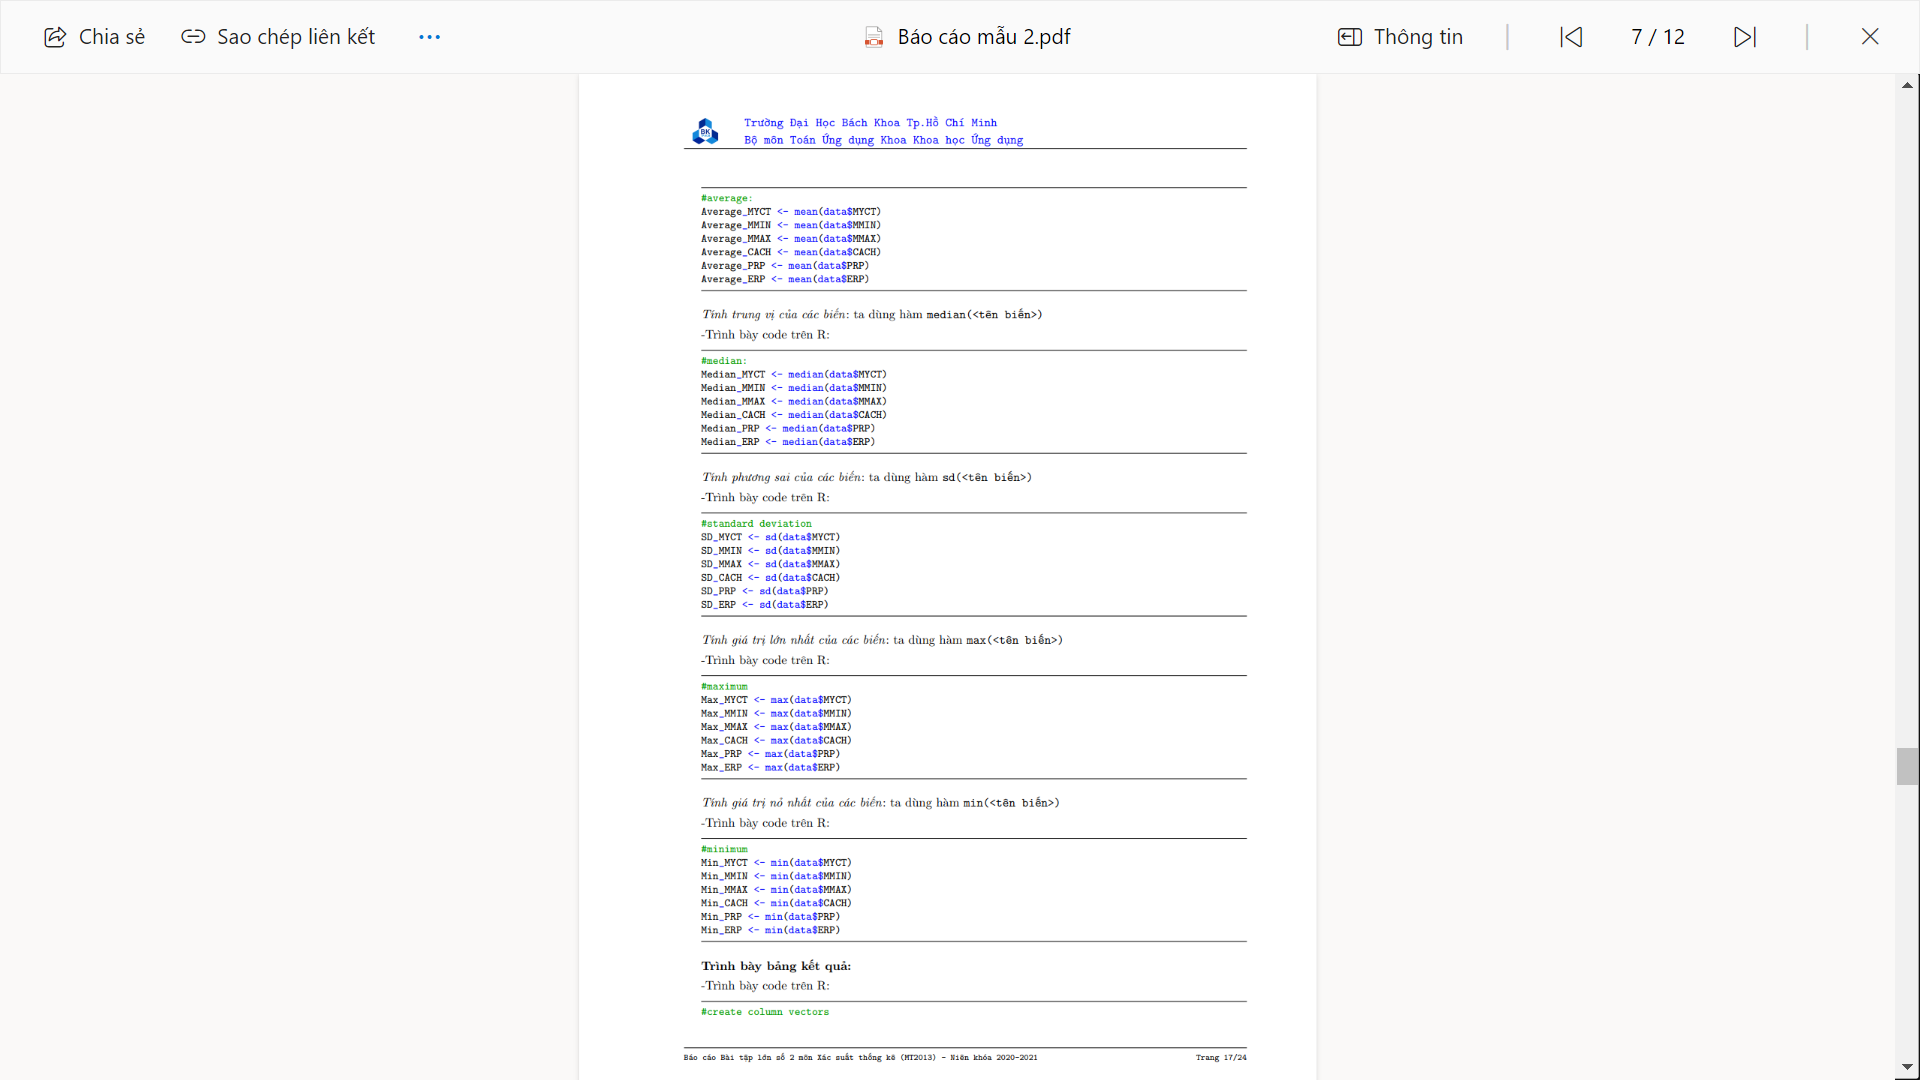 Chia sẻ
Sao chép liên kết
Báo cáo mẫu 2.pdf
Thông tin
7 / 12
BK
Trường Đại Học Bách Khoa Tp.Hồ Chí Minh
Bộ môn Toán Ứng dụng Khoa Khoa học Ứng dụng
#average:
Average_MYCT <- mean(data$MYCT)
Average_MMIN <- mean(data$MMIN)
Average_MMAX <- mean(data$MMAX)
Average_CACH <- mean(data$CACH)
Average_PRP <- mean(data$PRP)
Average_ERP <- mean(data$ERP)
Tính trung vị của các biến: ta dùng hàm median(<tên biến>)
-Trình bày code trên R:
#median:
Median_MYCT <- median(data$MYCT)
Median_MMIN <- median(data$MMIN)
Median_MMAX <- median(data$MMAX)
Median_CACH <- median(data$CACH)
Median_PRP <- median(data$PRP)
Median_ERP <- median(data$ERP)
Tính phương sai của các biến: ta dùng hàm sd(<tên biến>)
-Trình bày code trên R:
#standard deviation
SD_MYCT <- sd(data$MYCT)
SD_MMIN <- sd(data$MMIN)
SD_MMAX <- sd(data$MMAX)
SD_CACH <- sd(data$CACH)
SD_PRP <- sd(data$PRP)
SD_ERP <- sd(data$ERP)
Tính giá trị lớn nhất của các biến: ta dùng hàm max(<tên biến>)
-Trình bày code trên R:
#maximum
Max_MYCT <- max(data$MYCT)
Max_MMIN <- max(data$MMIN)
Max_MMAX <- max(data$MMAX)
Max_CACH <- max(data$CACH)
Max_PRP <- max(data$PRP)
Max_ERP <- max(data$ERP)
Tính giá trị nỏ nhất của các biến: ta dùng hàm min(<tên biến>)
-Trình bày code trên R:
#minimum
Min_MYCT <- min(data$MYCT)
Min_MMIN <- min(data$MMIN)
Min_MMAX <- min(data$MMAX)
Min_CACH <- min(data$CACH)
Min_PRP <- min(data$PRP)
Min_ERP <- min(data$ERP)
Trình bày bảng kết quả:
-Trình bày code trên R:
#create column vectors
Báo cáo Bài tập lớn số 2 môn Xác suất thống kê (MT2013) - Niên khóa 2020-2021
Trang 17/24